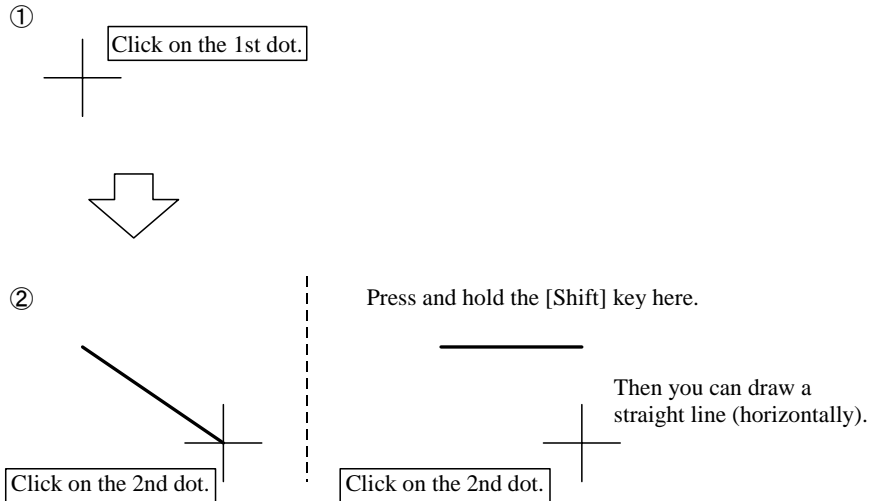 ①
Click on the 1st dot.
②
Press and hold the [Shift] key here.
Then you can draw a
straight line (horizontally).
Click on the 2nd dot.
Click on the 2nd dot.